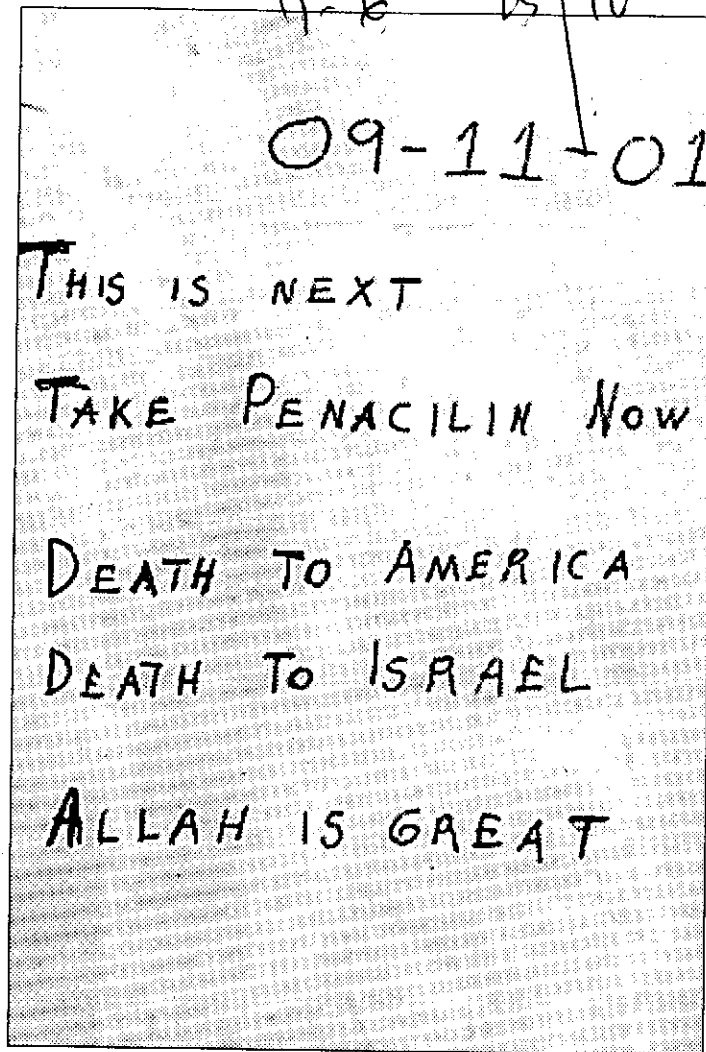 09-11-01
THIS IS NEXT
TAKE PENACILIN NOW
DEATH TO AMERICA
DEATH TO ISRAEL
ALLAH IS GREAT